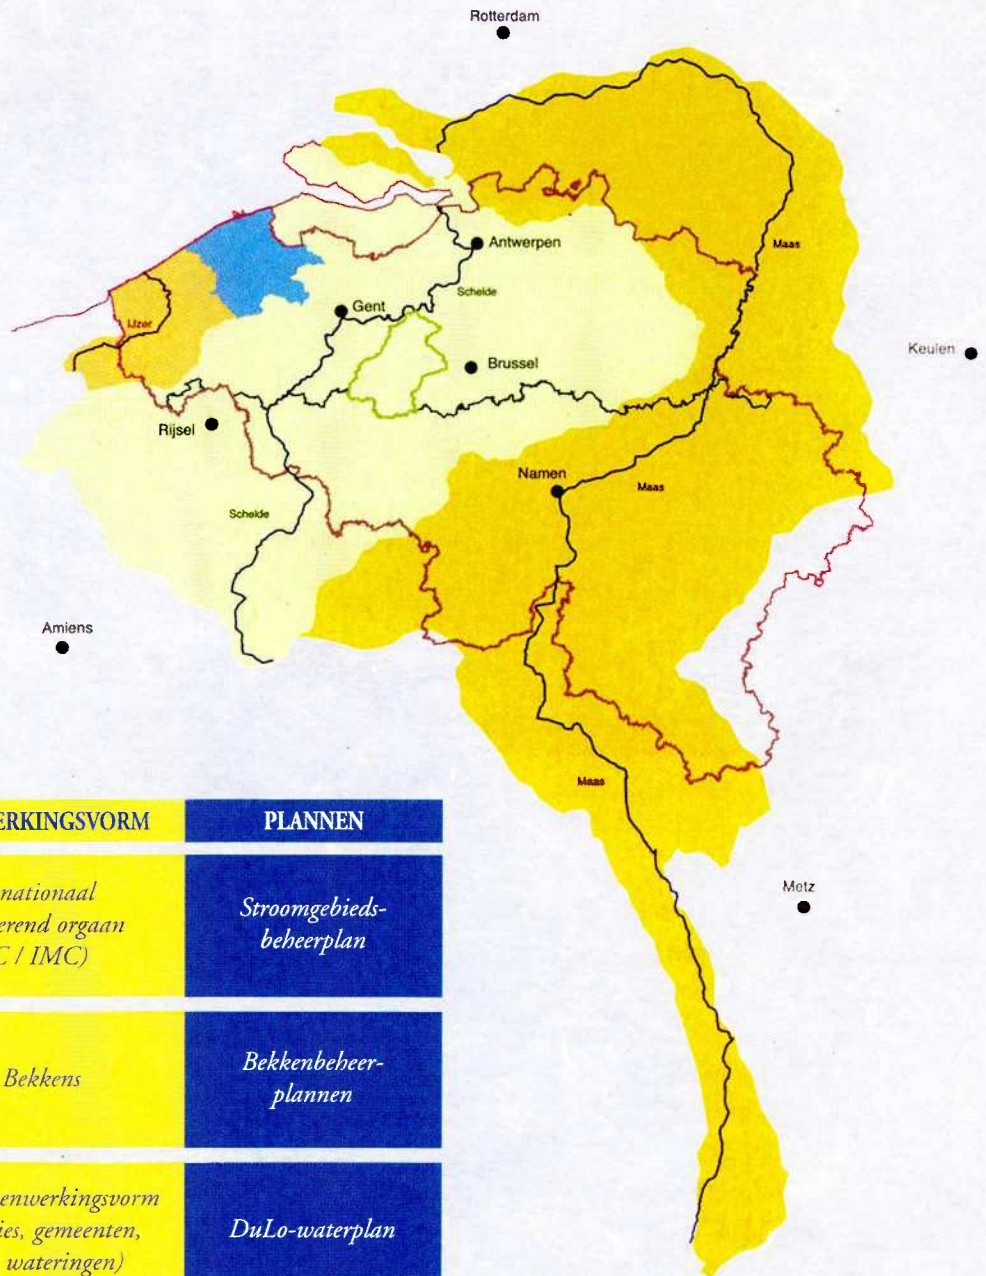 Rotterdam
Antwerpen
Maas
Schelde
Gent
IJzer
Brussel
Keulen
Rijsel
Namen
Maas
Schelde
Amiens
Maas
Metz
ERKINGSVORM
PLANNEN
nationaal
erend orgaan
C / IMC)
Stroomgebieds-
beheerplan
Bekkens
Bekkenbeheer-
plannen
enwerkingsvorm
ies, gemeenten,
wateringen)
DuLo-waterplan